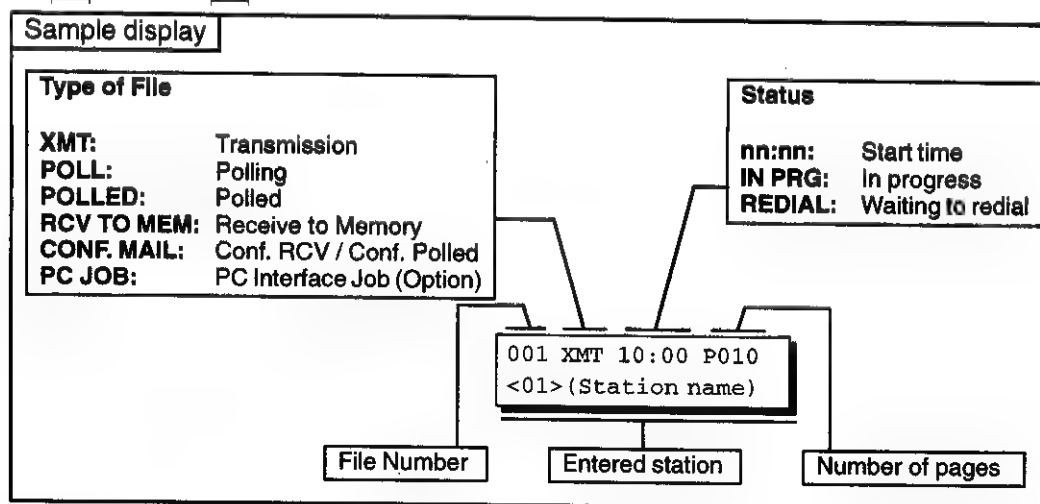 Sample display
Type of File
XMT: Transmission
POLL: Polling
POLLED: Polled
RCV TO MEM: Receive to Memory
CONF. MAIL: Conf. RCV / Conf. Polled
PC JOB: PC Interface Job (Option)
Status
nn:nn: Start time
IN PRG: In progress
REDIAL: Waiting to redial
001 XMT 10:00 P010
<01>(Station name)
File Number
Entered station
Number of pages